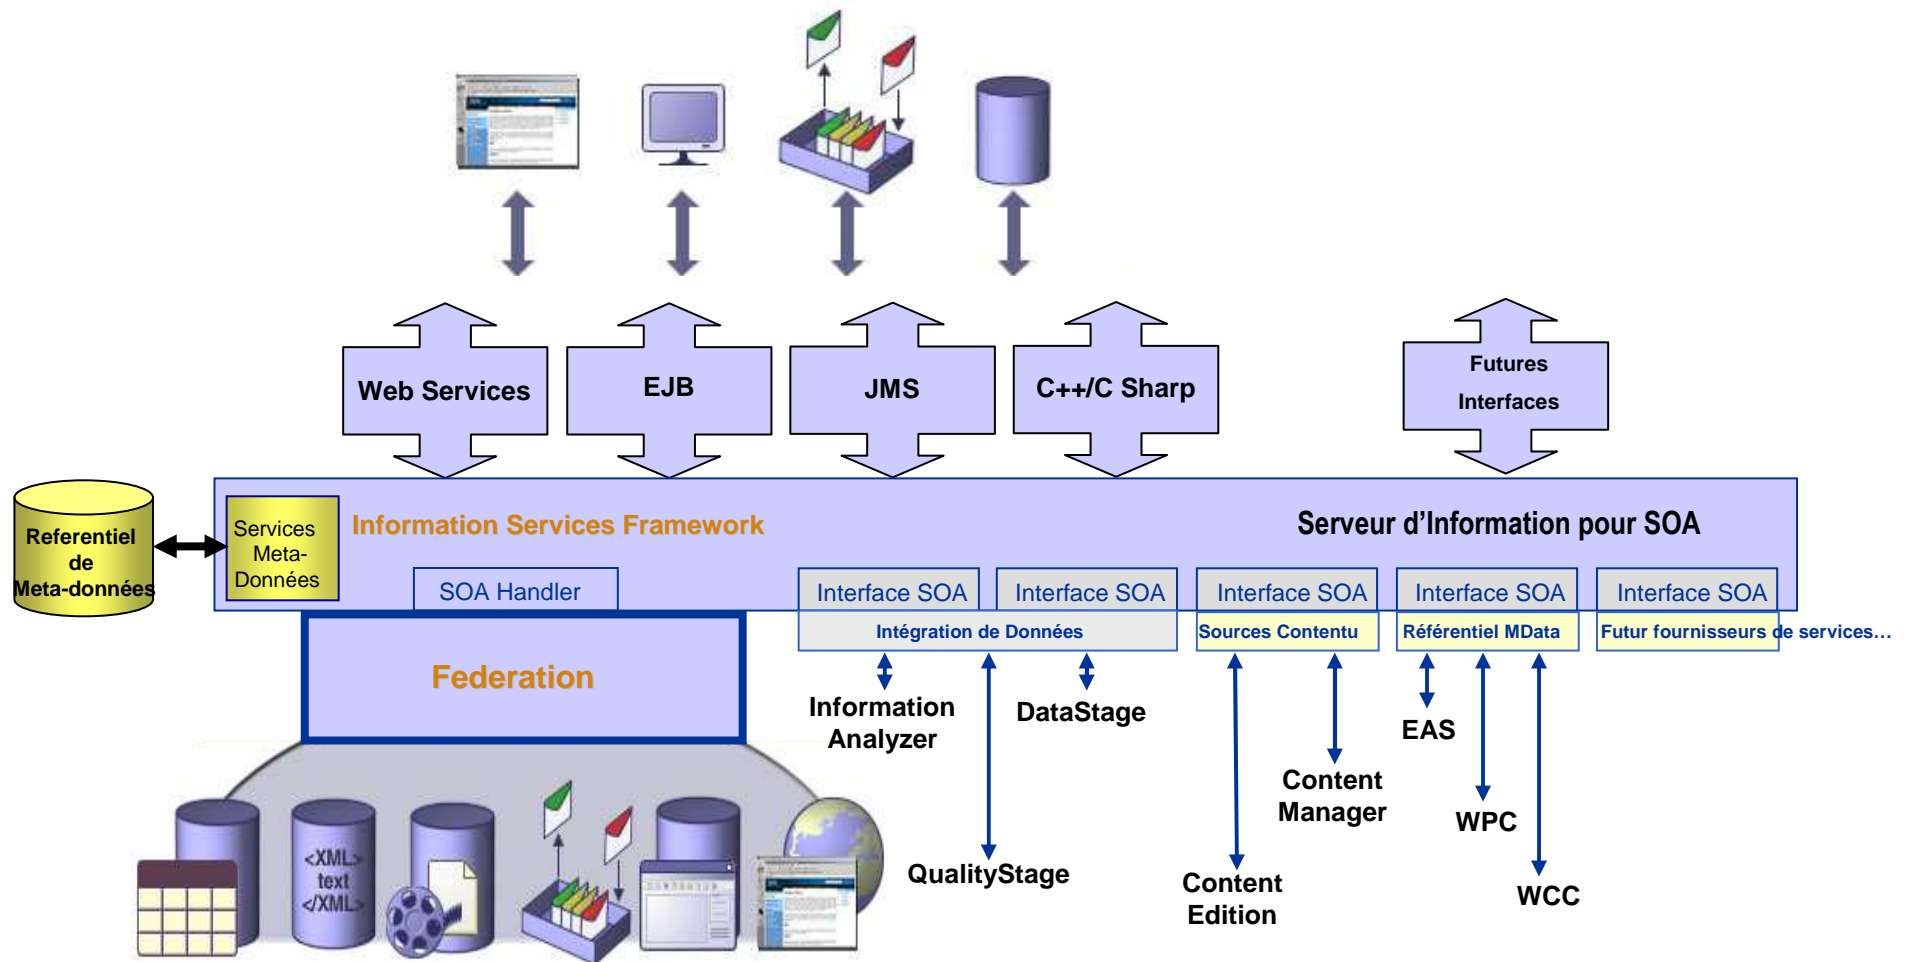 Web Services
EJB
JMS
C++/C Sharp
Futures
Interfaces
Referentiel
de
Meta-données
Services
Meta-
Données
Information Services Framework
Serveur d'Information pour SOA
SOA Handler
Interface SOA
Interface SOA
Interface SOA
Interface SOA
Interface SOA
Intégration de Données
Sources Contentu
Référentiel MData
Futur fournisseurs de services…
Federation
Information
Analyzer
DataStage
QualityStage
Content
Manager
Content
Edition
EAS
WPC
WCC
<XML>
text
</XML>